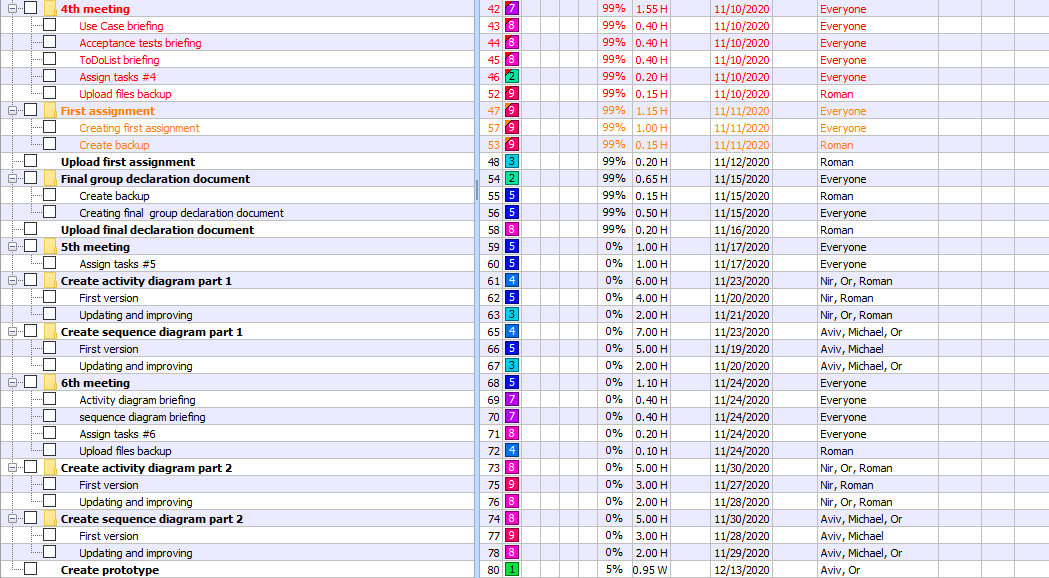 4th meeting 42 7 99% 1.55 H 11/10/2020 Everyone
Use Case briefing 43 8 99% 0.40 H 11/10/2020 Everyone
Acceptance tests briefing 44 8 99% 0.40 H 11/10/2020 Everyone
ToDoList briefing 45 8 99% 0.40 H 11/10/2020 Everyone
Assign tasks #4 46 2 99% 0.20 H 11/10/2020 Everyone
Upload files backup 52 9 99% 0.15 H 11/10/2020 Roman
First assignment 47 9 99% 1.15 H 11/11/2020 Everyone
Creating first assignment 57 9 99% 1.00 H 11/11/2020 Everyone
Create backup 53 9 99% 0.15 H 11/11/2020 Roman
Upload first assignment 48 3 99% 0.20 H 11/12/2020 Roman
Final group declaration document 54 2 99% 0.65 H 11/15/2020 Everyone
Create backup 55 5 99% 0.15 H 11/15/2020 Roman
Creating final group declaration document 56 5 99% 0.50 H 11/15/2020 Everyone
Upload final declaration document 58 8 99% 0.20 H 11/16/2020 Roman
5th meeting 59 5 0% 1.00 H 11/17/2020 Everyone
Assign tasks #5 60 5 0% 1.00 H 11/17/2020 Everyone
Create activity diagram part 1 61 4 0% 6.00 H 11/23/2020 Nir, Or, Roman
First version 62 5 0% 4.00 H 11/20/2020 Nir, Roman
Updating and improving 63 3 0% 2.00 H 11/21/2020 Nir, Or, Roman
Create sequence diagram part 1 65 4 0% 7.00 H 11/23/2020 Aviv, Michael, Or
First version 66 5 0% 5.00 H 11/19/2020 Aviv, Michael
Updating and improving 67 3 0% 2.00 H 11/20/2020 Aviv, Michael, Or
6th meeting 68 5 0% 1.10 H 11/24/2020 Everyone
Activity diagram briefing 69 7 0% 0.40 H 11/24/2020 Everyone
sequence diagram briefing 70 7 0% 0.40 H 11/24/2020 Everyone
Assign tasks #6 71 8 0% 0.20 H 11/24/2020 Everyone
Upload files backup 72 4 0% 0.10 H 11/24/2020 Roman
Create activity diagram part 2 73 8 0% 5.00 H 11/30/2020 Nir, Or, Roman
First version 75 9 0% 3.00 H 11/27/2020 Nir, Roman
Updating and improving 76 8 0% 2.00 H 11/28/2020 Nir, Or, Roman
Create sequence diagram part 2 74 8 0% 5.00 H 11/30/2020 Aviv, Michael, Or
First version 77 9 0% 3.00 H 11/28/2020 Aviv, Michael
Updating and improving 78 8 0% 2.00 H 11/29/2020 Aviv, Michael, Or
Create prototype 80 1 5% 0.95 W 12/13/2020 Aviv, Or